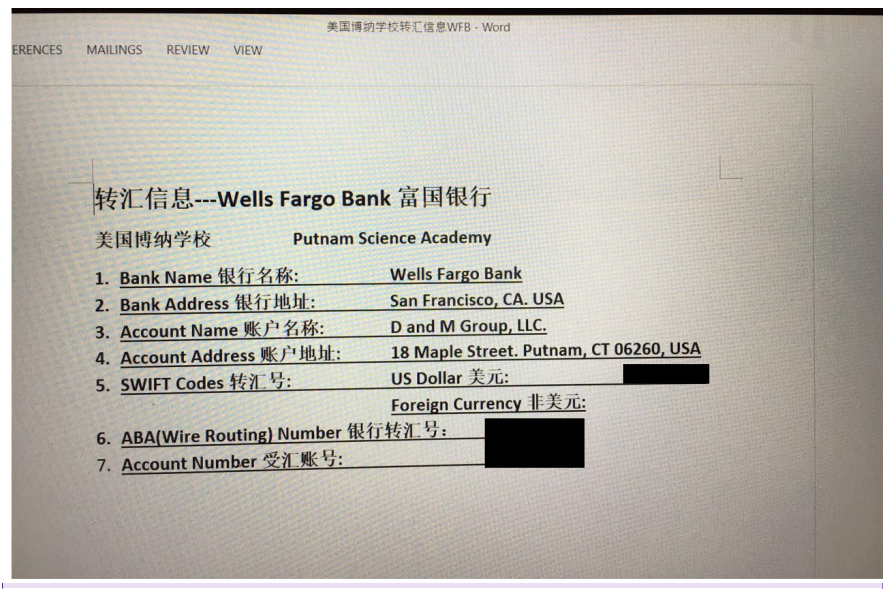 美国博纳学校转汇信息WFB - Word
ERENCES MAILINGS REVIEW VIEW
转汇信息---Wells Fargo Bank 富国银行
美国博纳学校 Putnam Science Academy
1. Bank Name 银行名称: Wells Fargo Bank
2. Bank Address 银行地址: San Francisco, CA. USA
3. Account Name 账户名称: D and M Group, LLC.
4. Account Address 账户地址: 18 Maple Street. Putnam, CT 06260, USA
5. SWIFT Codes 转汇号: US Dollar 美元:
Foreign Currency 非美元:
6. ABA(Wire Routing) Number 银行转汇号:
7. Account Number 受汇账号: